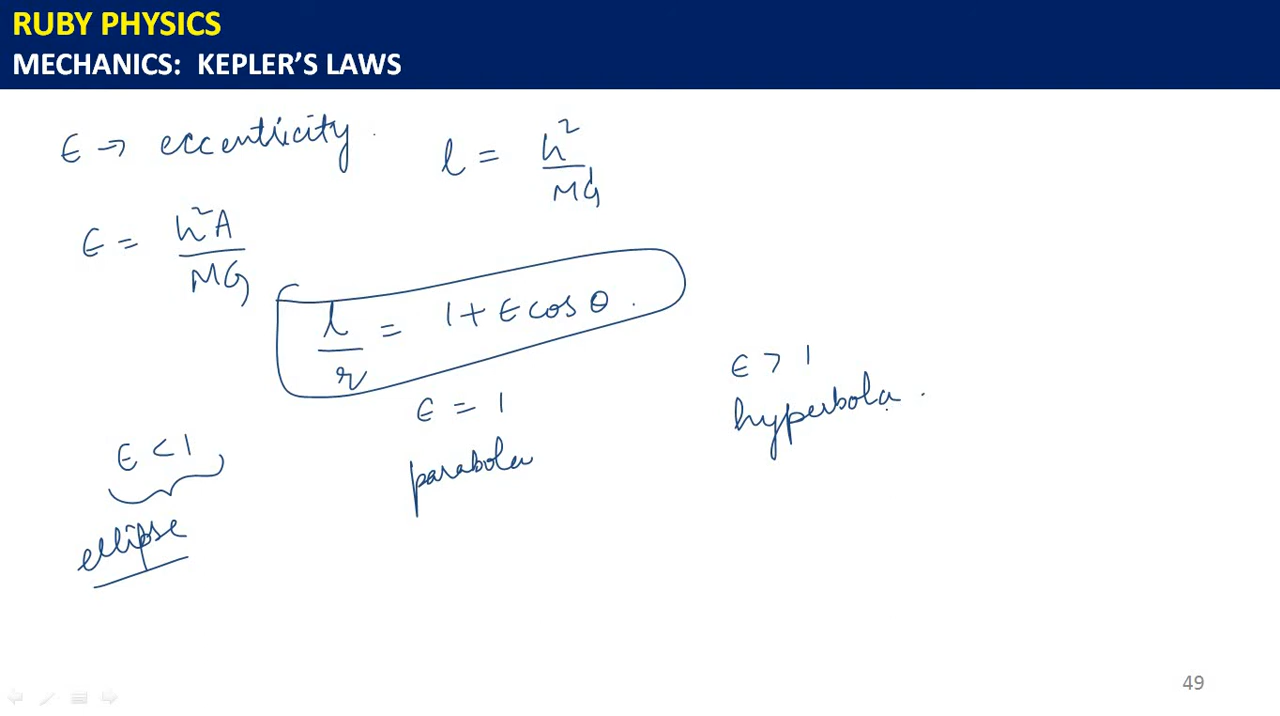 RUBY PHYSICS
MECHANICS: KEPLER'S LAWS
ϵ → eccentricity.
l = h²/MG
ϵ = h²A/MG
l/r = 1 + ϵ cos θ.
ϵ < 1
ellipse
ϵ = 1
parabola
ϵ > 1
hyperbola.
49